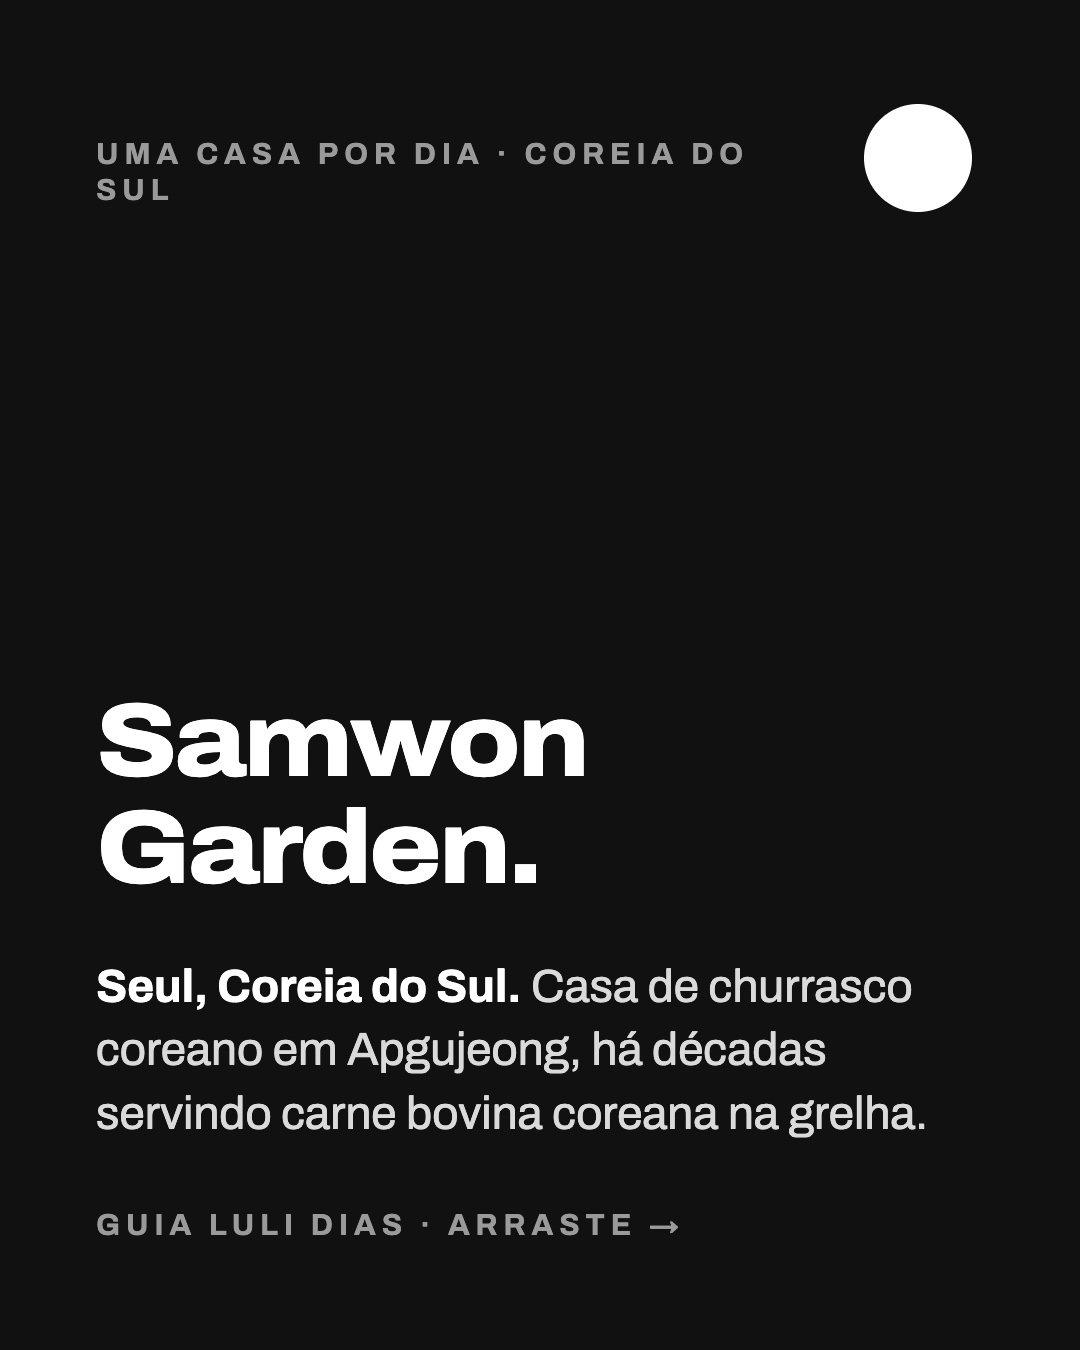 UMA CASA POR DIA · COREIA DO
SUL
Samwon
Garden.
Seul, Coreia do Sul. Casa de churrasco
coreano em Apgujeong, há décadas
servindo carne bovina coreana na grelha.
GUIA LULI DIAS · ARRASTE →